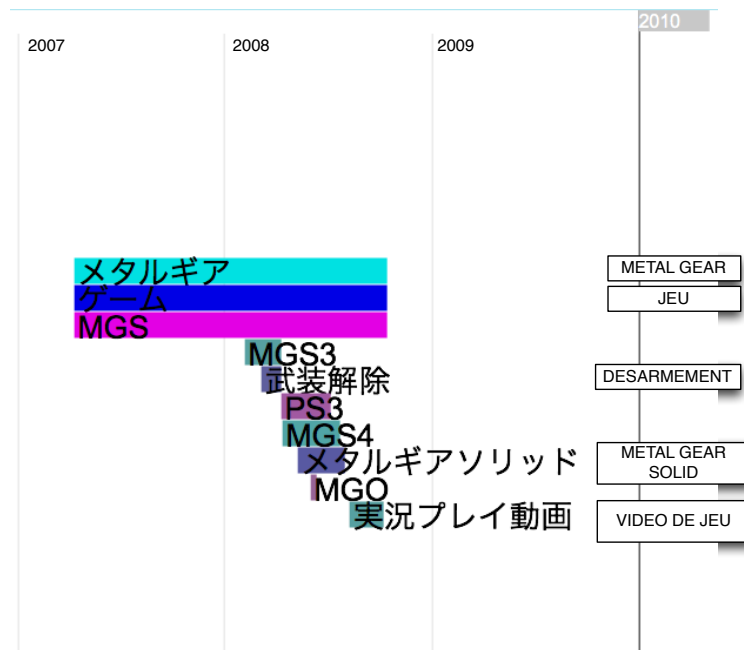 2010
2007
2008
2009
メタルギア
METAL GEAR
ゲーム
JEU
MGS
MGS3
武装解除
DESARMEMENT
PS3
MGS4
メタルギアソリッド
METAL GEAR
SOLID
MGO
実況プレイ動画
VIDEO DE JEU